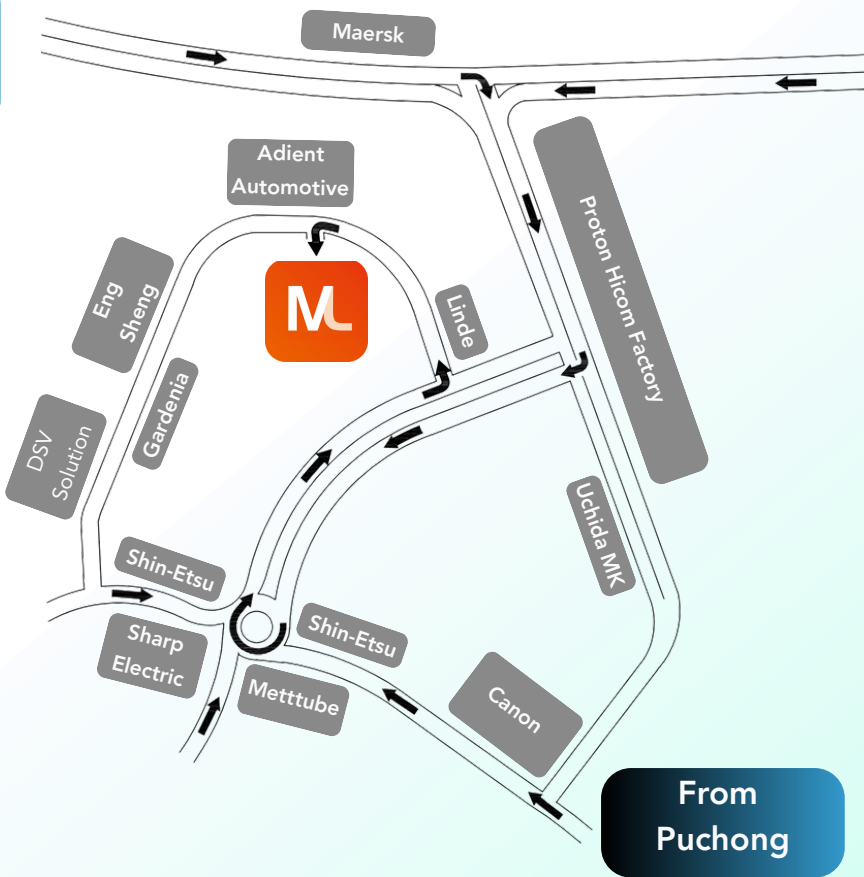 Maersk
Adient
Automotive
Proton Hicom Factory
Eng
Sheng
ML
Linde
Gardenia
DSV
Solution
Uchida MK
Shin-Etsu
Shin-Etsu
Sharp
Electric
Metttube
Canon
From
Puchong